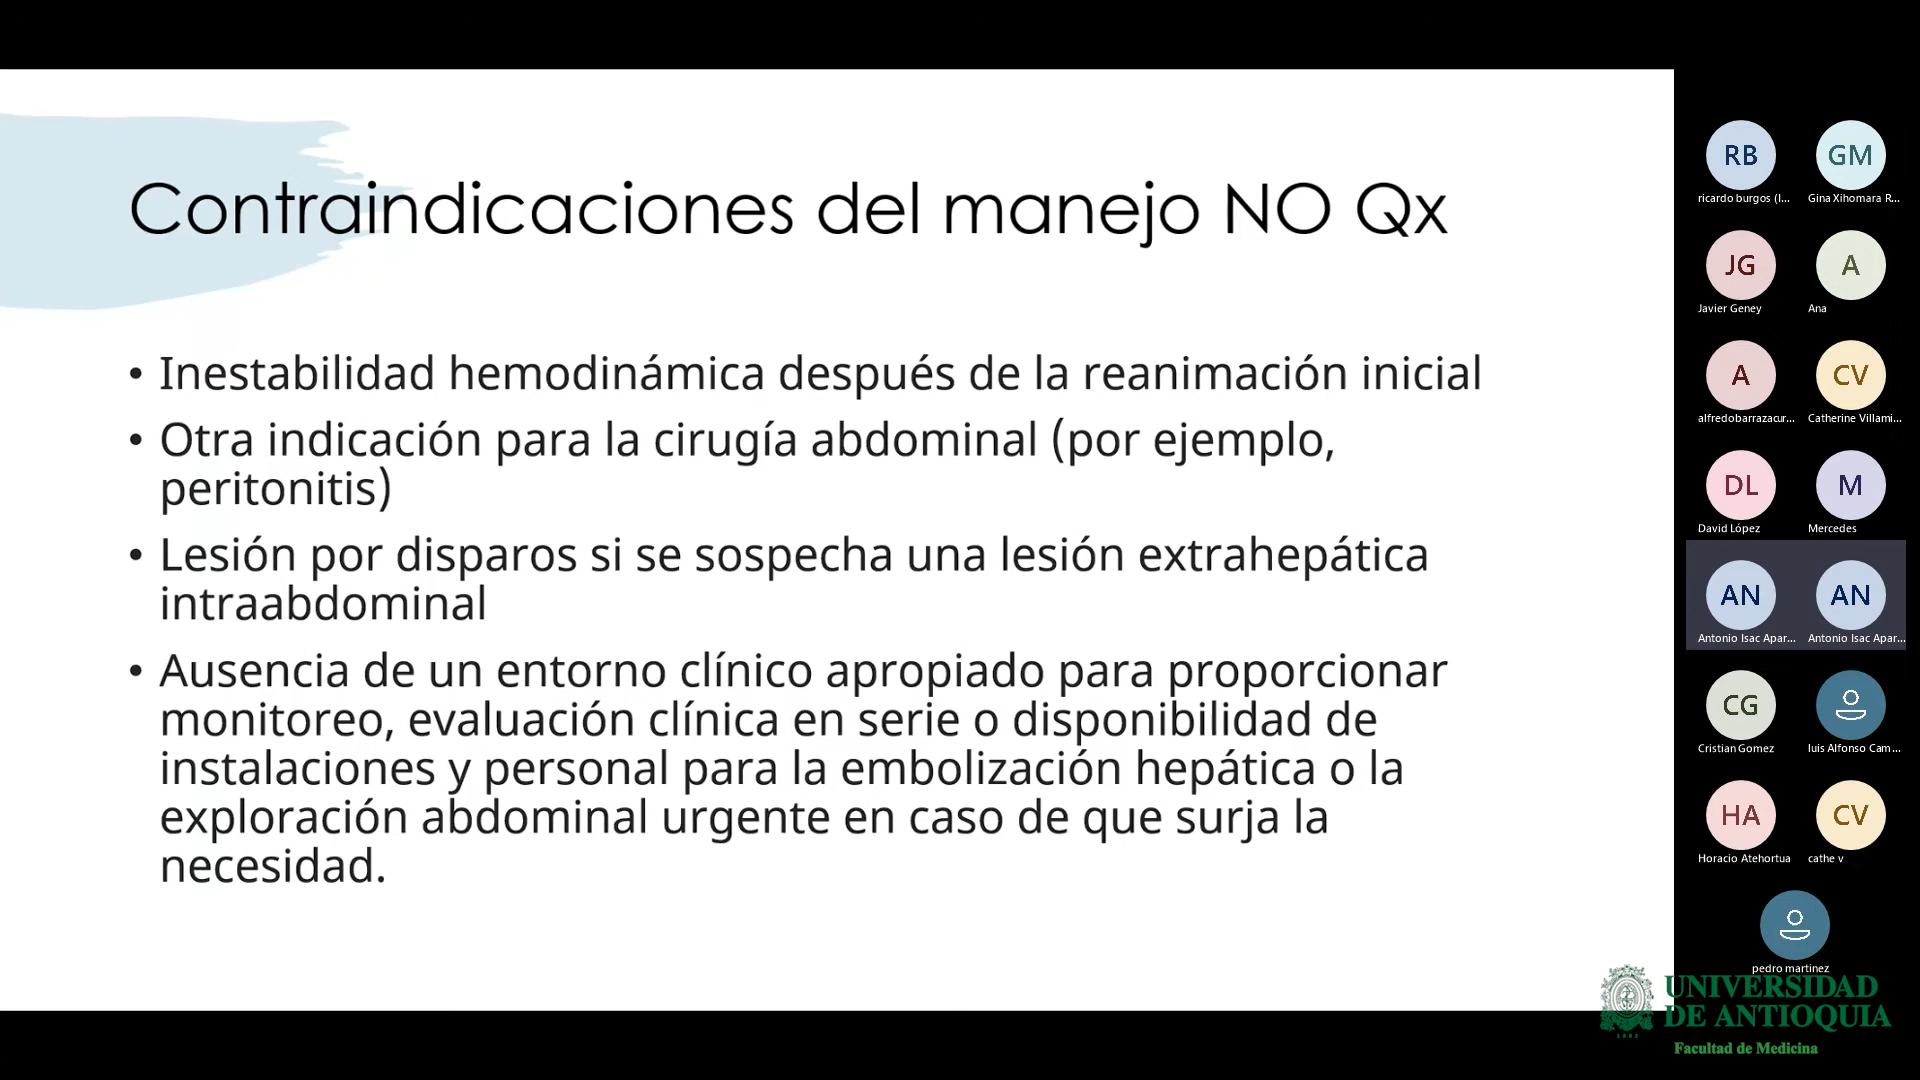 Contraindicaciones del manejo NO Qx
• Inestabilidad hemodinámica después de la reanimación inicial
• Otra indicación para la cirugía abdominal (por ejemplo,
peritonitis)
• Lesión por disparos si se sospecha una lesión extrahepática
intraabdominal
• Ausencia de un entorno clínico apropiado para proporcionar
monitoreo, evaluación clínica en serie o disponibilidad de
instalaciones y personal para la embolización hepática o la
exploración abdominal urgente en caso de que surja la
necesidad.
RB
ricardo burgos (I...
GM
Gina Xihomara R...
JG
Javier Geney
A
Ana
A
alfredobarrazacur...
CV
Catherine Villami...
DL
David López
M
Mercedes
AN
Antonio Isac Apar...
AN
Antonio Isac Apar...
CG
Cristian Gomez
luis Alfonso Cam...
HA
Horacio Atehortua
CV
cathe v
pedro martinez
UNIVERSIDAD
DE ANTIOQUIA
Facultad de Medicina